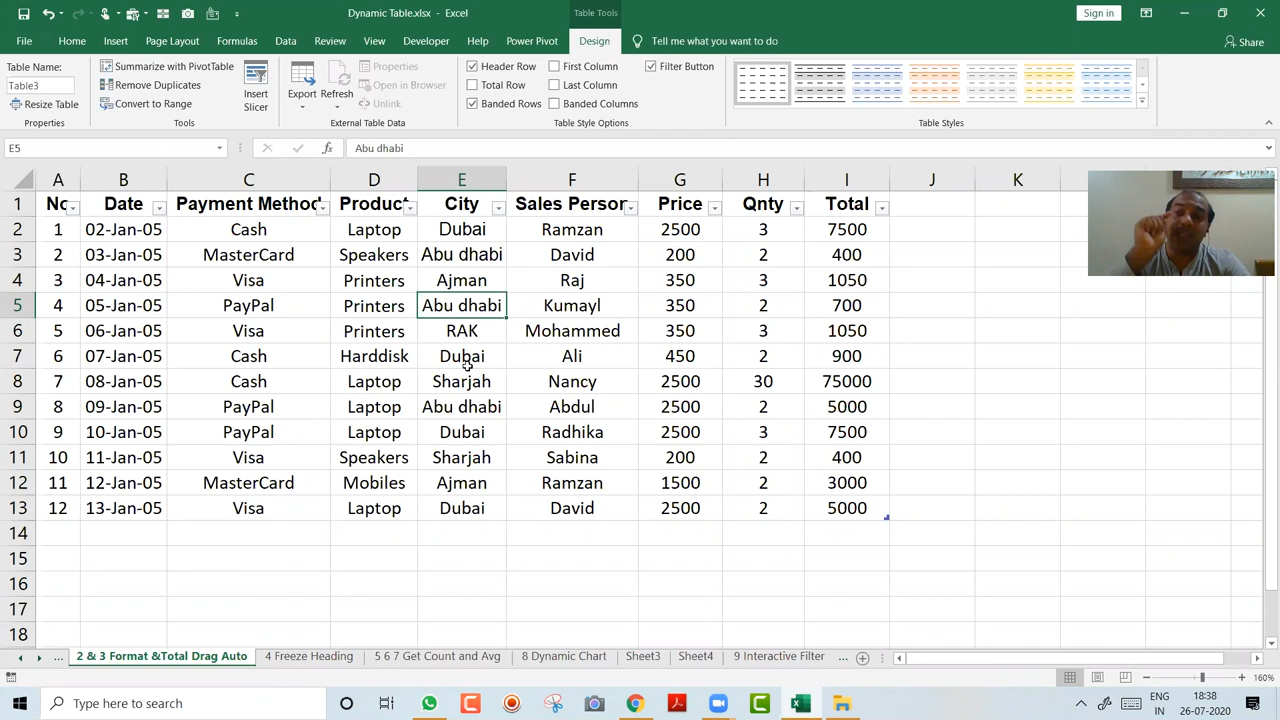 Dynamic Table.xlsx - Excel
Table Tools
Sign in
File Home Insert Page Layout Formulas Data Review View Developer Help Power Pivot Design Tell me what you want to do Share
Table Name:
Table3
Resize Table
Properties
Summarize with PivotTable
Remove Duplicates
Convert to Range
Tools
Insert Slicer
Export Refresh
Properties
Open in Browser
Unlink
External Table Data
Header Row First Column Filter Button
Total Row Last Column
Banded Rows Banded Columns
Table Style Options
Table Styles
E5 fx Abu dhabi
A B C D E F G H I J K
1 No Date Payment Method Product City Sales Person Price Qnty Total
2 1 02-Jan-05 Cash Laptop Dubai Ramzan 2500 3 7500
3 2 03-Jan-05 MasterCard Speakers Abu dhabi David 200 2 400
4 3 04-Jan-05 Visa Printers Ajman Raj 350 3 1050
5 4 05-Jan-05 PayPal Printers Abu dhabi Kumayl 350 2 700
6 5 06-Jan-05 Visa Printers RAK Mohammed 350 3 1050
7 6 07-Jan-05 Cash Harddisk Dubai Ali 450 2 900
8 7 08-Jan-05 Cash Laptop Sharjah Nancy 2500 30 75000
9 8 09-Jan-05 PayPal Laptop Abu dhabi Abdul 2500 2 5000
10 9 10-Jan-05 PayPal Laptop Dubai Radhika 2500 3 7500
11 10 11-Jan-05 Visa Speakers Sharjah Sabina 200 2 400
12 11 12-Jan-05 MasterCard Mobiles Ajman Ramzan 1500 2 3000
13 12 13-Jan-05 Visa Laptop Dubai David 2500 2 5000
14
15
16
17
18
... 2 & 3 Format &Total Drag Auto 4 Freeze Heading 5 6 7 Get Count and Avg 8 Dynamic Chart Sheet3 Sheet4 9 Interactive Filter ...
160%
Type here to search
ENG
IN
18:38
26-07-2020